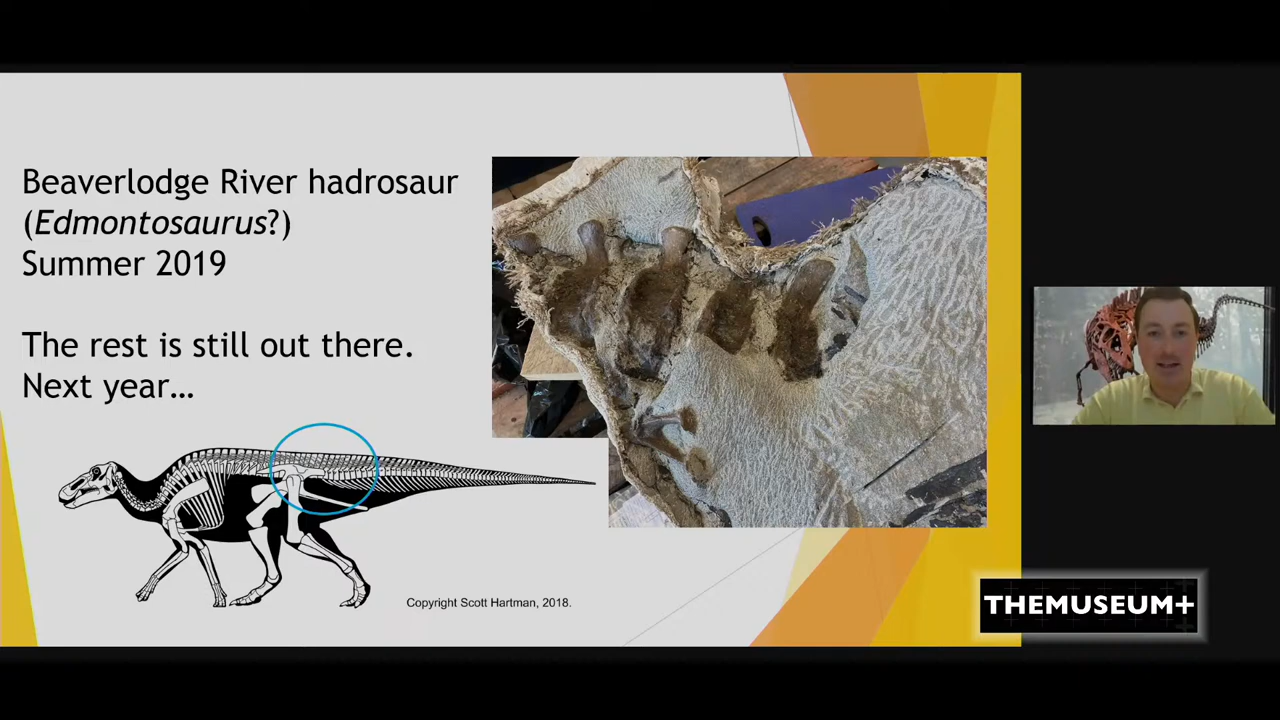 Beaverlodge River hadrosaur
(Edmontosaurus?)
Summer 2019
The rest is still out there.
Next year…
Copyright Scott Hartman, 2018.
THEMUSEUM+